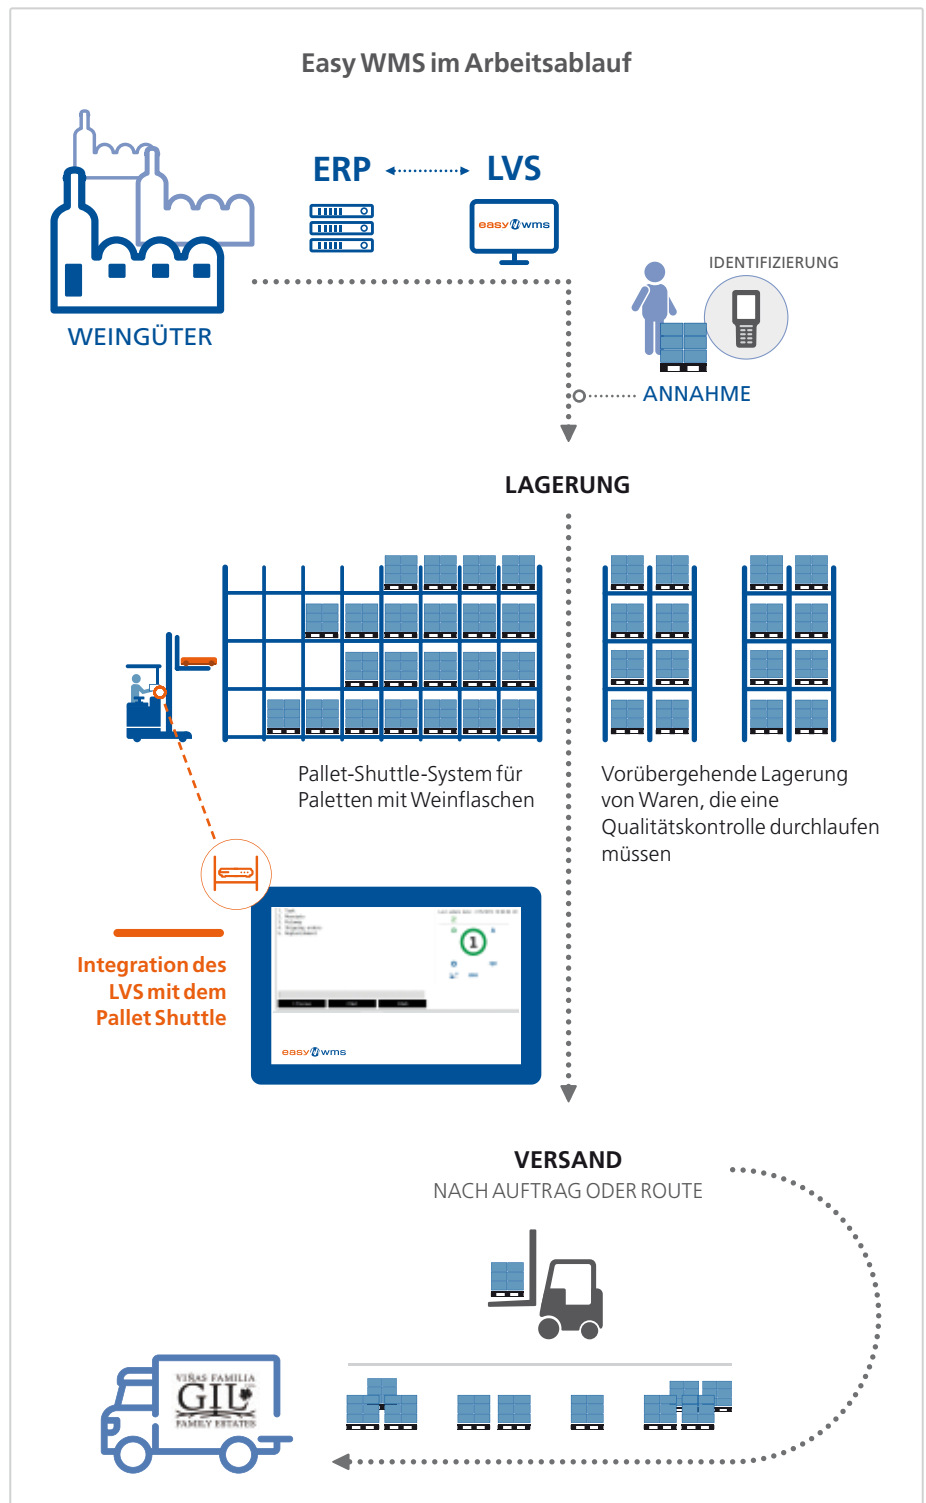 Easy WMS im Arbeitsablauf
ERP
LVS
easy wms
IDENTIFIZIERUNG
WEINGÜTER
ANNAHME
LAGERUNG
Pallet-Shuttle-System für
Paletten mit Weinflaschen
Vorübergehende Lagerung
von Waren, die eine
Qualitätskontrolle durchlaufen
müssen
1
Integration des
LVS mit dem
Pallet Shuttle
easy wms
VERSAND
NACH AUFTRAG ODER ROUTE
VIÑAS FAMILIA
GIL
FAMILY ESTATES